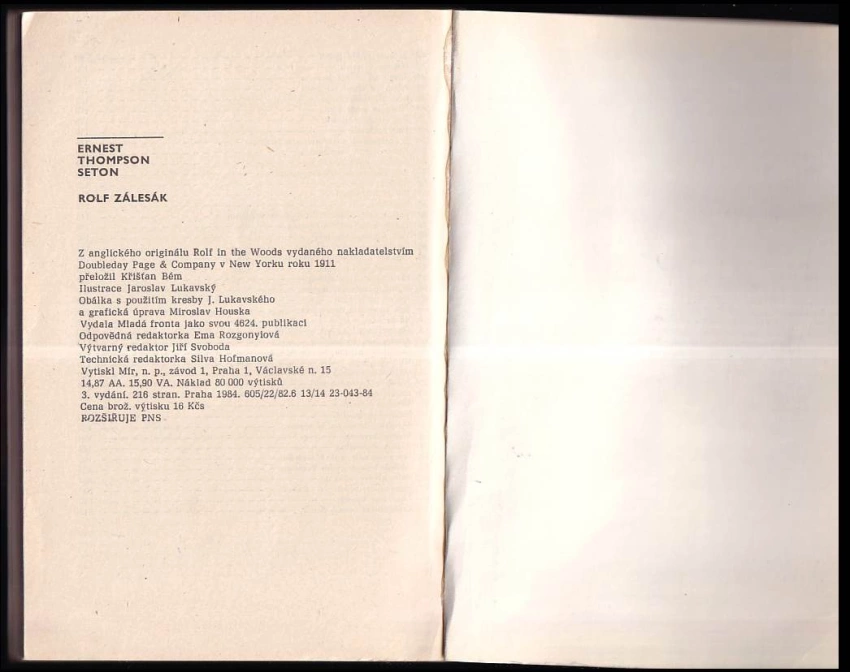 ERNEST
THOMPSON
SETON
ROLF ZÁLESÁK
Z anglického originálu Rolf in the Woods vydaného nakladatelstvím
Doubleday Page & Company v New Yorku roku 1911
přeložil Křišťan Bém
Ilustrace Jaroslav Lukavský
Obálka s použitím kresby J. Lukavského
a grafická úprava Miroslav Houska
Vydala Mladá fronta jako svou 4624. publikaci
Odpovědná redaktorka Ema Rozgonyiová
Výtvarný redaktor Jiří Svoboda
Technická redaktorka Silva Hofmanová
Vytiskl Mír, n. p., závod 1, Praha 1, Václavské n. 15
14,87 AA. 15,90 VA. Náklad 80 000 výtisků
3. vydání. 216 stran. Praha 1984. 605/22/82.6 13/14 23-043-84
Cena brož. výtisku 16 Kčs
ROZŠIŘUJE PNS